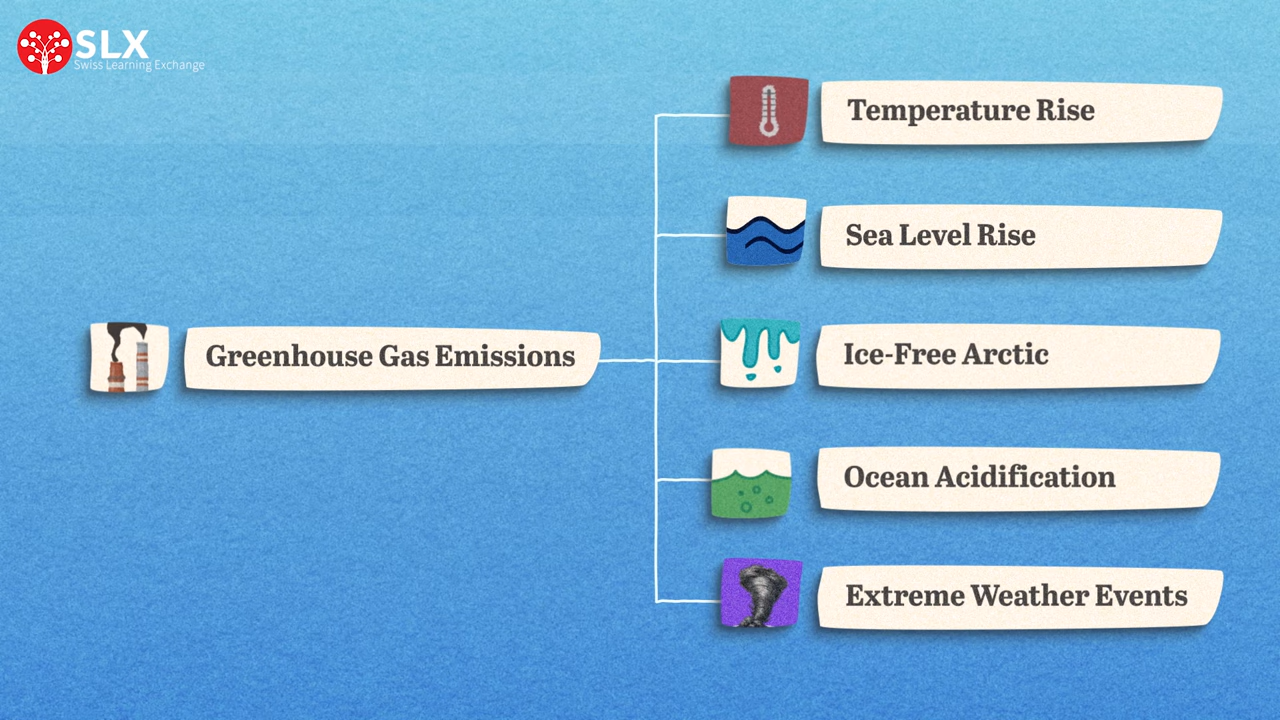 SLX
Swiss Learning Exchange
Temperature Rise
Sea Level Rise
Greenhouse Gas Emissions
Ice-Free Arctic
Ocean Acidification
Extreme Weather Events